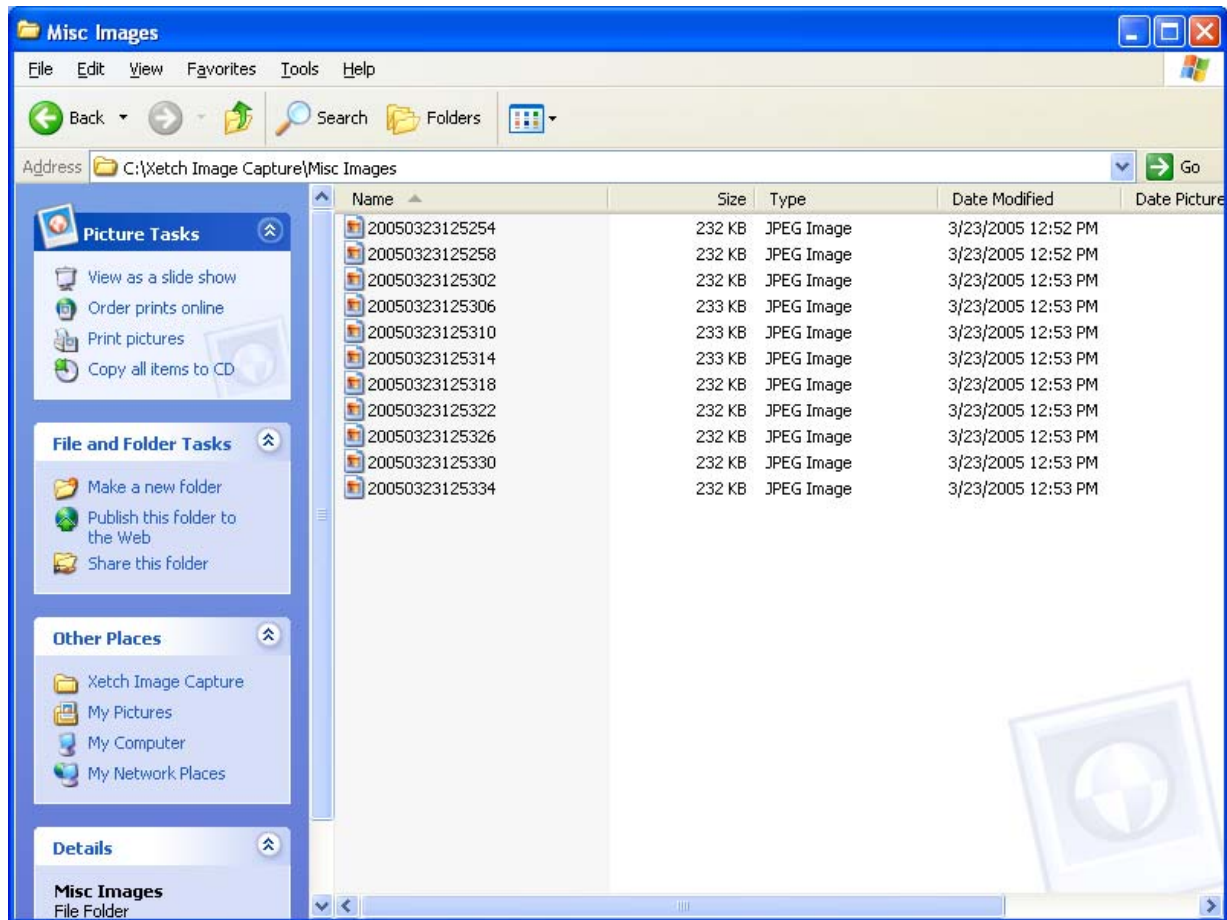 Misc Images
File Edit View Favorites Tools Help
Back Search Folders
Address C:\Xetch Image Capture\Misc Images Go
Picture Tasks
View as a slide show
Order prints online
Print pictures
Copy all items to CD
File and Folder Tasks
Make a new folder
Publish this folder to
the Web
Share this folder
Other Places
Xetch Image Capture
My Pictures
My Computer
My Network Places
Details
Misc Images
File Folder
Name Size Type Date Modified Date Picture
20050323125254 232 KB JPEG Image 3/23/2005 12:52 PM
20050323125258 232 KB JPEG Image 3/23/2005 12:52 PM
20050323125302 232 KB JPEG Image 3/23/2005 12:53 PM
20050323125306 233 KB JPEG Image 3/23/2005 12:53 PM
20050323125310 233 KB JPEG Image 3/23/2005 12:53 PM
20050323125314 233 KB JPEG Image 3/23/2005 12:53 PM
20050323125318 232 KB JPEG Image 3/23/2005 12:53 PM
20050323125322 232 KB JPEG Image 3/23/2005 12:53 PM
20050323125326 232 KB JPEG Image 3/23/2005 12:53 PM
20050323125330 232 KB JPEG Image 3/23/2005 12:53 PM
20050323125334 232 KB JPEG Image 3/23/2005 12:53 PM